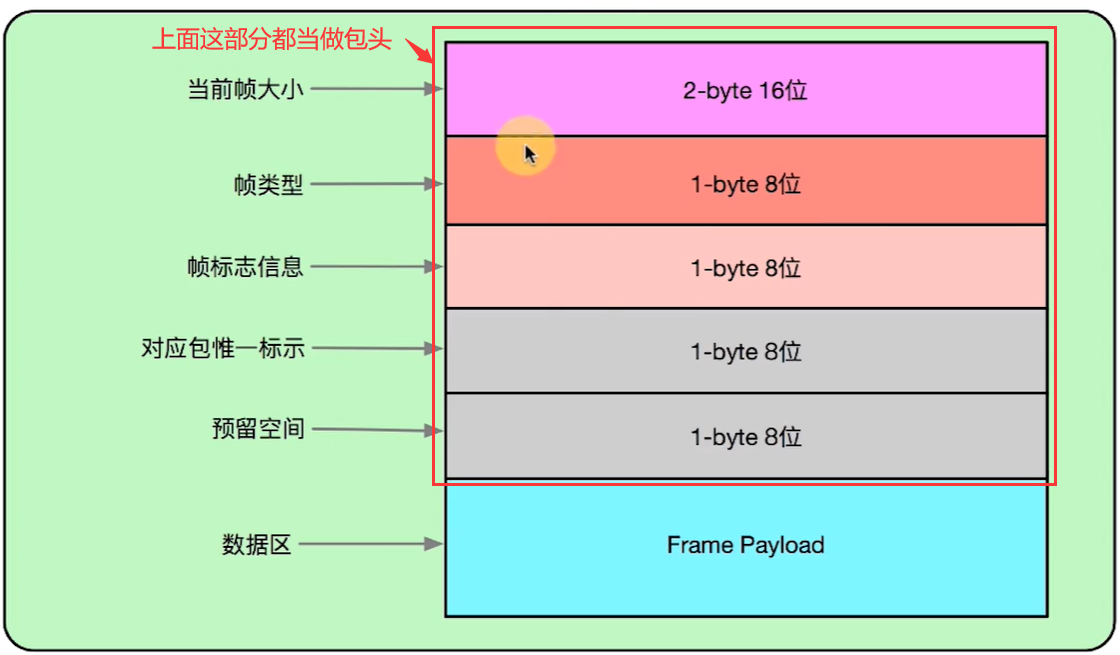 上面这部分都当做包头
当前帧大小
2-byte 16位
帧类型
1-byte 8位
帧标志信息
1-byte 8位
对应包惟一标示
1-byte 8位
预留空间
1-byte 8位
数据区
Frame Payload